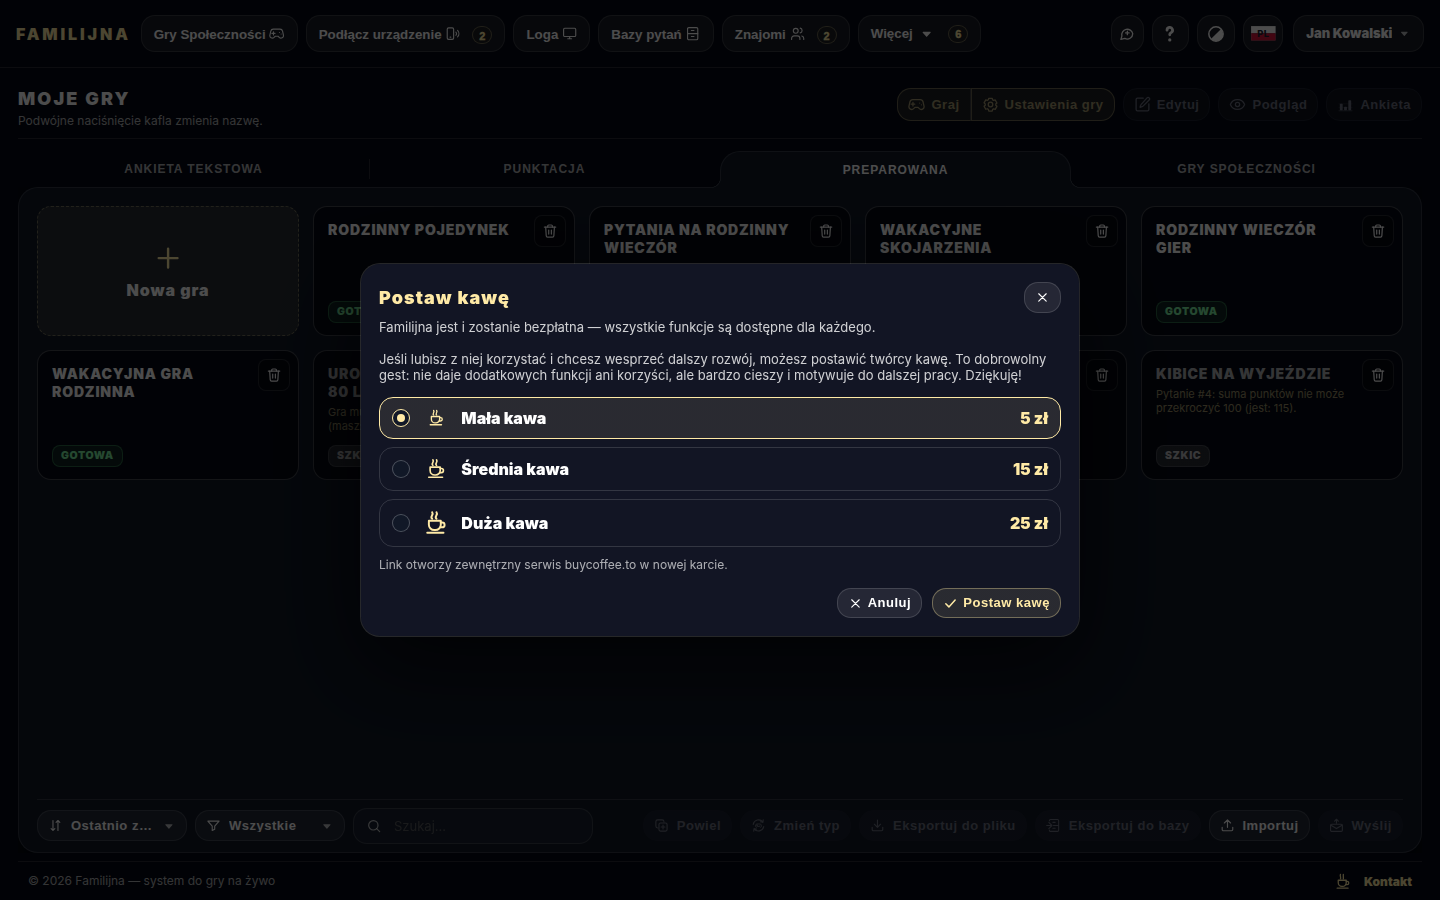 FAMILIJNA
Gry Społeczności
Podłącz urządzenie 2
Loga
Bazy pytań
Znajomi 2
Więcej 6
?
PL
Jan Kowalski
MOJE GRY
Podwójne naciśnięcie kafla zmienia nazwę.
Graj
Ustawienia gry
Edytuj
Podgląd
Ankieta
ANKIETA TEKSTOWA
PUNKTACJA
PREPAROWANA
GRY SPOŁECZNOŚCI
Nowa gra
RODZINNY POJEDYNEK
PYTANIA NA RODZINNY
WIECZÓR
WAKACYJNE
SKOJARZENIA
RODZINNY WIECZÓR
GIER
GOTOWA
WAKACYJNA GRA
RODZINNA
GOTOWA
80 L
KIBICE NA WYJEŹDZIE
Pytanie #4: suma punktów nie może
przekroczyć 100 (jest: 115).
SZKIC
Postaw kawę
Familijna jest i zostanie bezpłatna — wszystkie funkcje są dostępne dla każdego.
Jeśli lubisz z niej korzystać i chcesz wesprzeć dalszy rozwój, możesz postawić twórcy kawę. To dobrowolny
gest: nie daje dodatkowych funkcji ani korzyści, ale bardzo cieszy i motywuje do dalszej pracy. Dziękuję!
Mała kawa 5 zł
Średnia kawa 15 zł
Duża kawa 25 zł
Link otworzy zewnętrzny serwis buycoffee.to w nowej karcie.
Anuluj
Postaw kawę
Ostatnio z...
Wszystkie
Szukaj...
Powiel
Zmień typ
Eksportuj do pliku
Eksportuj do bazy
Importuj
Wyślij
© 2026 Familijna — system do gry na żywo
Kontakt